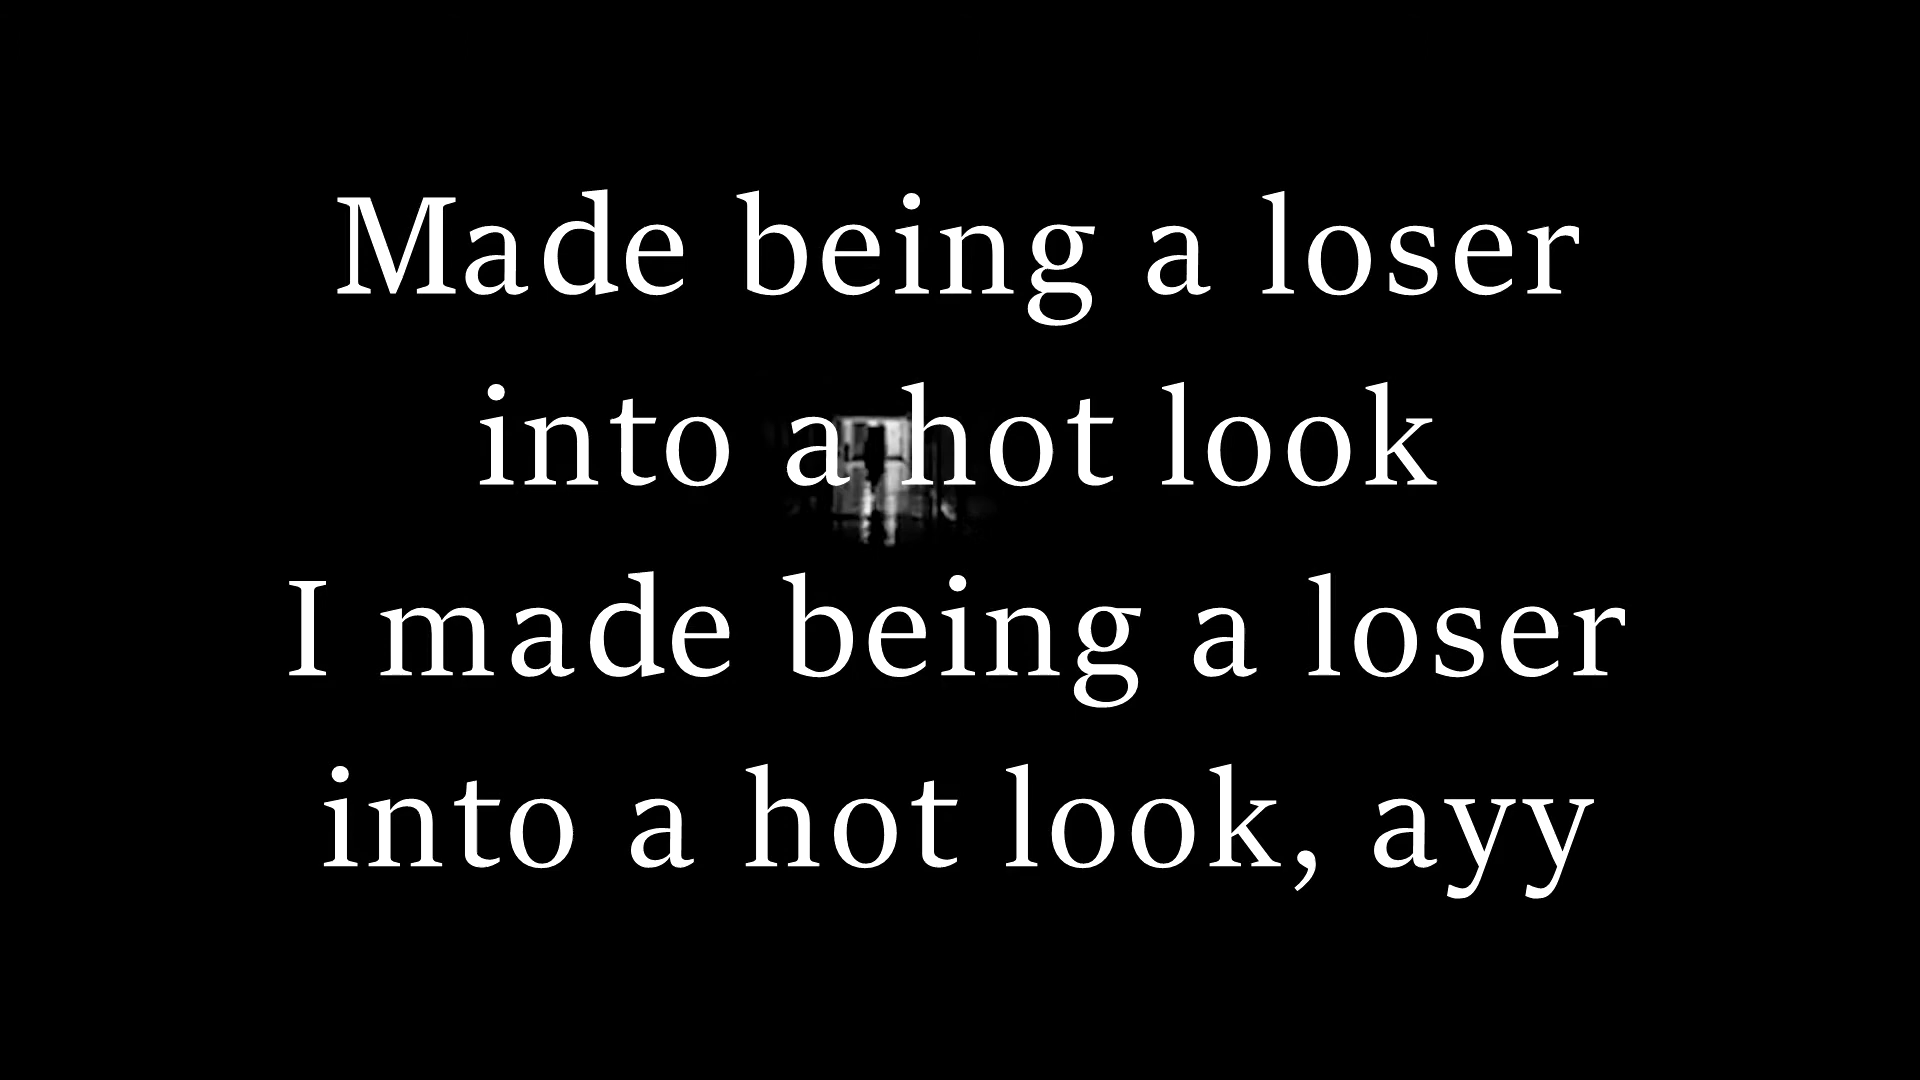 Made being a loser
into a hot look
I made being a loser
into a hot look, ayy